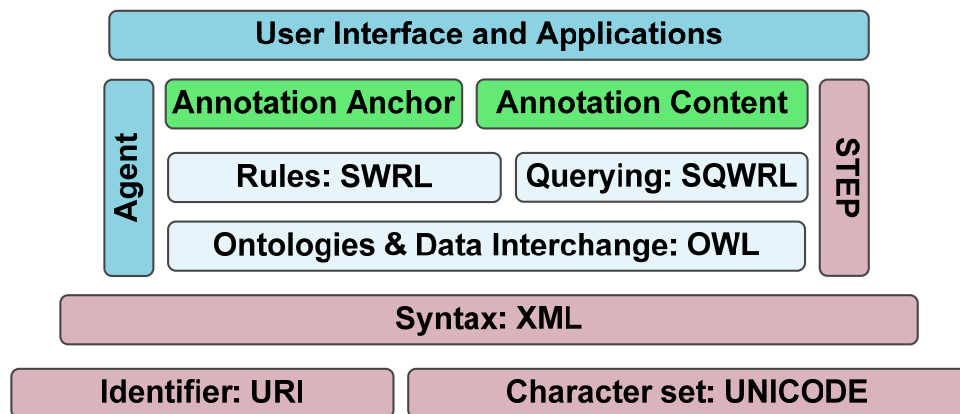 User Interface and Applications
Agent
Annotation Anchor
Annotation Content
STEP
Rules: SWRL
Querying: SQWRL
Ontologies & Data Interchange: OWL
Syntax: XML
Identifier: URI
Character set: UNICODE